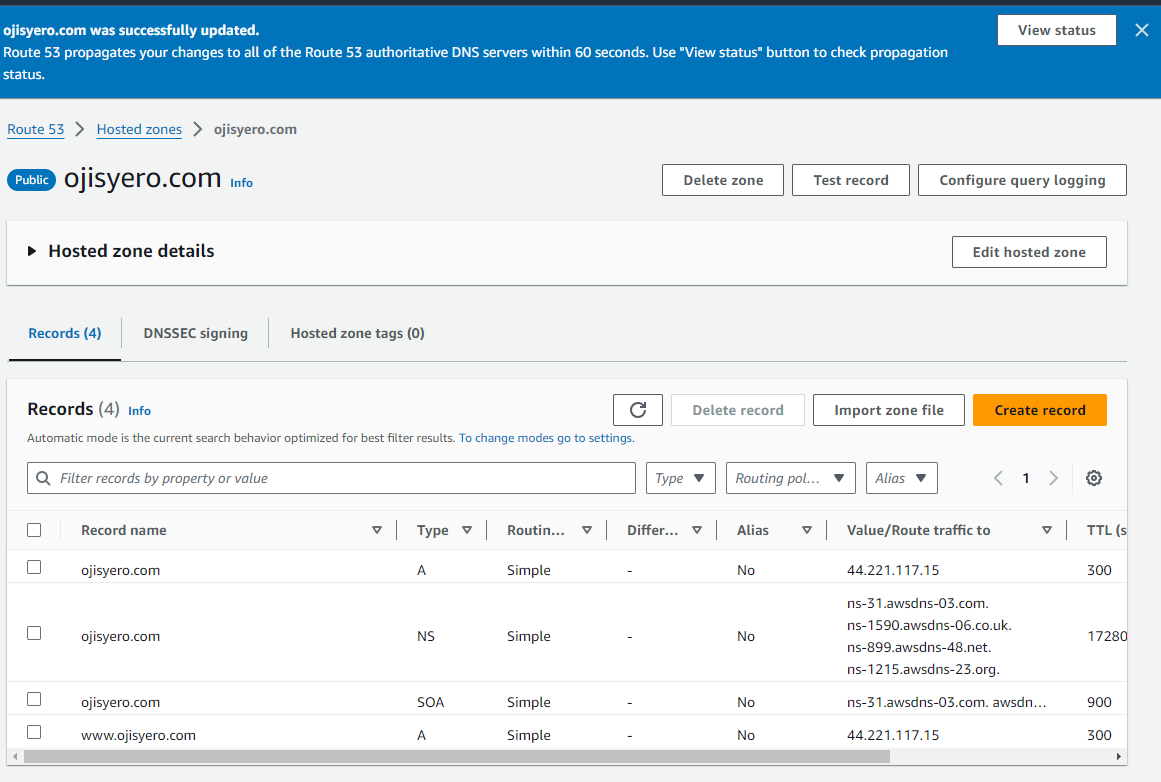 ojisyero.com was successfully updated.
Route 53 propagates your changes to all of the Route 53 authoritative DNS servers within 60 seconds. Use "View status" button to check propagation
status.
View status
Route 53 > Hosted zones > ojisyero.com
Public ojisyero.com Info
Delete zone Test record Configure query logging
Hosted zone details Edit hosted zone
Records (4) DNSSEC signing Hosted zone tags (0)
Records (4) Info
Delete record Import zone file Create record
Automatic mode is the current search behavior optimized for best filter results. To change modes go to settings.
Filter records by property or value Type Routing pol... Alias 1
Record name Type Routin... Differ... Alias Value/Route traffic to TTL (s
ojisyero.com A Simple - No 44.221.117.15 300
ojisyero.com NS Simple - No
ns-31.awsdns-03.com.
ns-1590.awsdns-06.co.uk.
ns-899.awsdns-48.net.
ns-1215.awsdns-23.org.
17280
ojisyero.com SOA Simple - No ns-31.awsdns-03.com. awsdn... 900
www.ojisyero.com A Simple - No 44.221.117.15 300